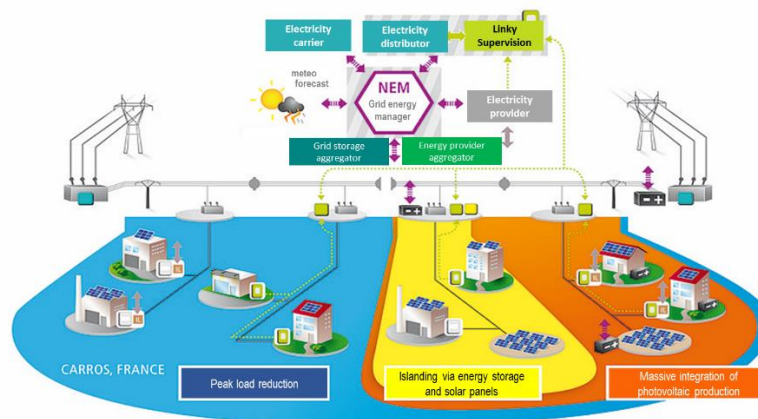 Electricity
carrier
Electricity
distributor
Linky
Supervision
meteo
forecast
NEM
Grid energy
manager
Electricity
provider
Grid storage
aggregator
Energy provider
aggregator
CARROS, FRANCE
Peak load reduction
Islanding via energy storage
and solar panels
Massive integration of
photovoltaic production